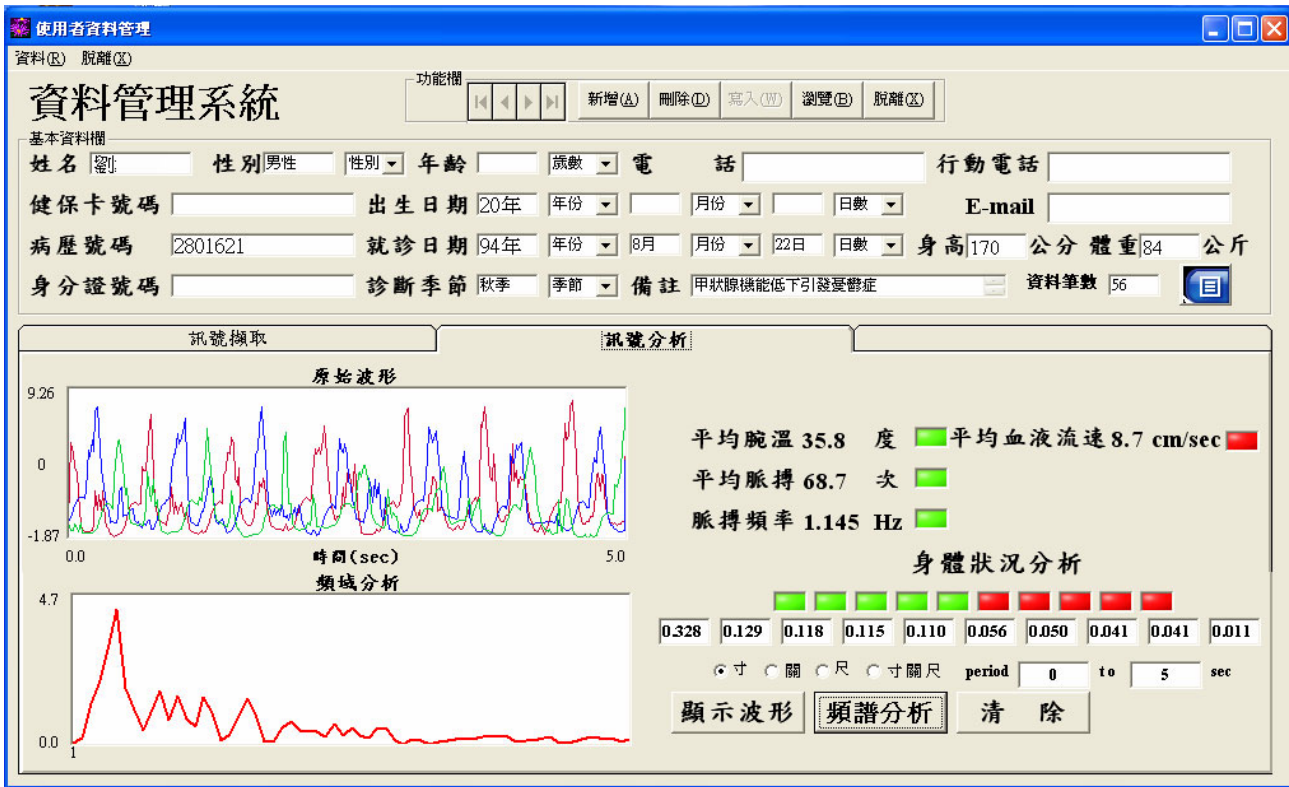 使用者資料管理
資料(R) 脫離(X)
資料管理系統
功能欄
新增(A) 刪除(D) 寫入(W) 瀏覽(B) 脫離(X)
基本資料欄
姓名 劉 性別 男性 性別 年齡 歲數 電 話 行動電話
健保卡號碼 出生日期 20年 年份 月份 日數 E-mail
病歷號碼 2801621 就診日期 94年 年份 8月 月份 22日 日數 身高 170 公分 體重 84 公斤
身分證號碼 診斷季節 秋季 季節 備註 甲狀腺機能低下引發憂鬱症 資料筆數 56
訊號擷取 訊號分析
原始波形
9.26
0
-1.87
0.0 時間(sec) 5.0
頻域分析
4.7
0.0
1
平均腕溫 35.8 度 平均血液流速 8.7 cm/sec
平均脈搏 68.7 次
脈搏頻率 1.145 Hz
身體狀況分析
0.328 0.129 0.118 0.115 0.110 0.056 0.050 0.041 0.041 0.011
寸 關 尺 寸關尺 period 0 to 5 sec
顯示波形 頻譜分析 清 除